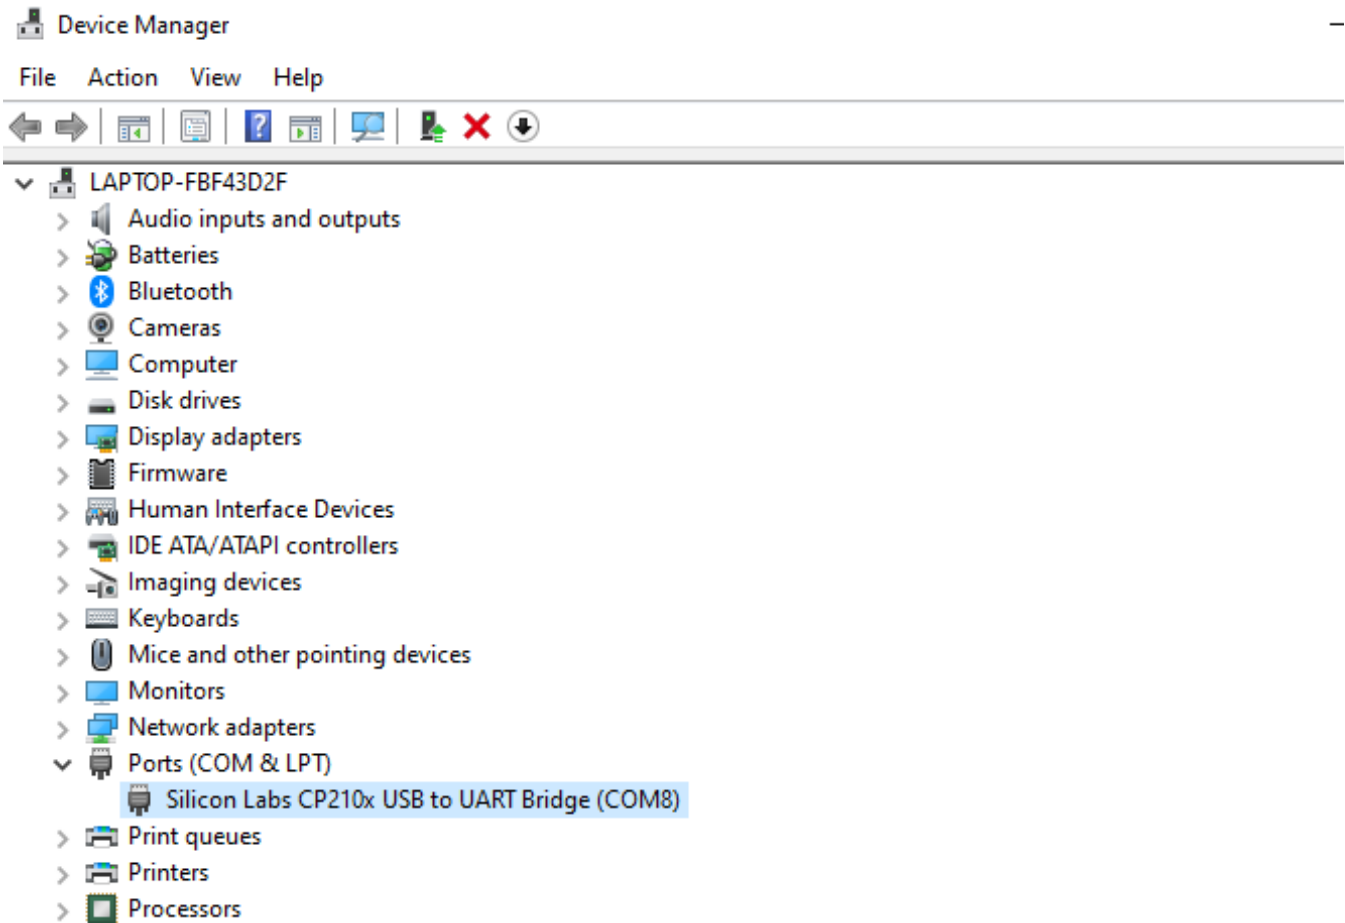 Device Manager
File Action View Help
LAPTOP-FBF43D2F
Audio inputs and outputs
Batteries
Bluetooth
Cameras
Computer
Disk drives
Display adapters
Firmware
Human Interface Devices
IDE ATA/ATAPI controllers
Imaging devices
Keyboards
Mice and other pointing devices
Monitors
Network adapters
Ports (COM & LPT)
Silicon Labs CP210x USB to UART Bridge (COM8)
Print queues
Printers
Processors